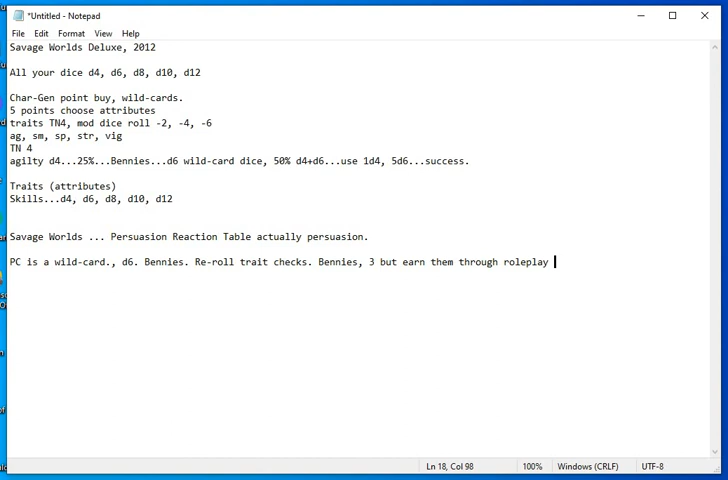 *Untitled - Notepad
File Edit Format View Help
Savage Worlds Deluxe, 2012
All your dice d4, d6, d8, d10, d12
Char-Gen point buy, wild-cards.
5 points choose attributes
traits TN4, mod dice roll -2, -4, -6
ag, sm, sp, str, vig
TN 4
agilty d4...25%...Bennies...d6 wild-card dice, 50% d4+d6...use 1d4, 5d6...success.
Traits (attributes)
Skills...d4, d6, d8, d10, d12
Savage Worlds ... Persuasion Reaction Table actually persuasion.
PC is a wild-card., d6. Bennies. Re-roll trait checks. Bennies, 3 but earn them through roleplay
Ln 18, Col 98 100% Windows (CRLF) UTF-8